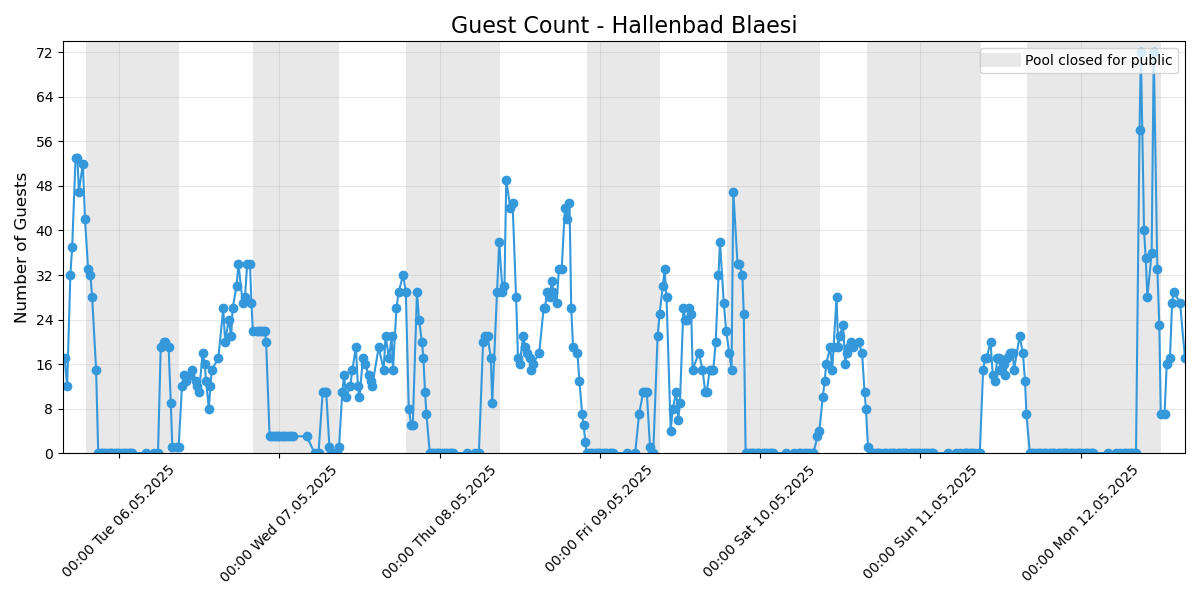 Guest Count - Hallenbad Blaesi
Pool closed for public
Number of Guests
72
64
56
48
40
32
24
16
8
0
00:00 Tue 06.05.2025
00:00 Wed 07.05.2025
00:00 Thu 08.05.2025
00:00 Fri 09.05.2025
00:00 Sat 10.05.2025
00:00 Sun 11.05.2025
00:00 Mon 12.05.2025